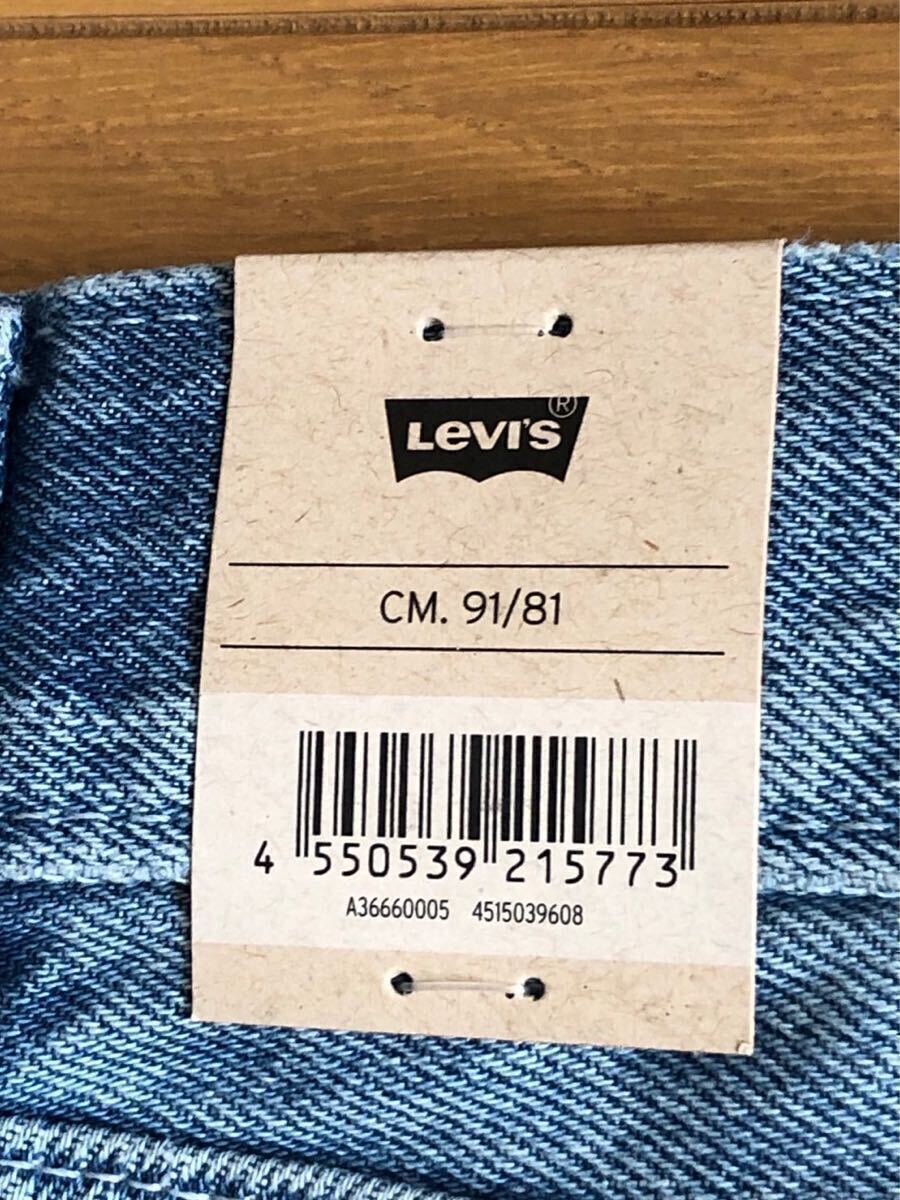 LEVI'S ®
CM. 91/81
4 550539 215773
A36660005 4515039608